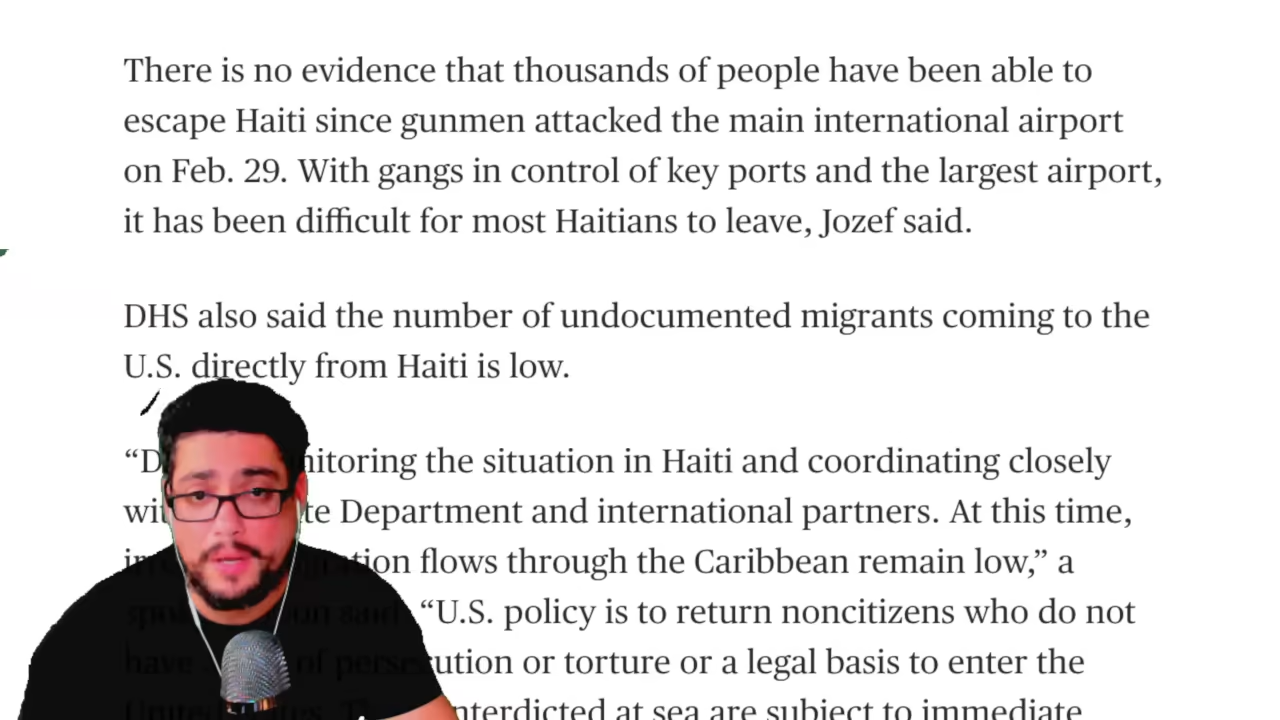 There is no evidence that thousands of people have been able to
escape Haiti since gunmen attacked the main international airport
on Feb. 29. With gangs in control of key ports and the largest airport,
it has been difficult for most Haitians to leave, Jozef said.
DHS also said the number of undocumented migrants coming to the
U.S. directly from Haiti is low.
the situation in Haiti and coordinating closely
Department and international partners. At this time,
flows through the Caribbean remain low,” a
“U.S. policy is to return noncitizens who do not
have of persecution or torture or a legal basis to enter the
interdicted at sea are subject to immediate